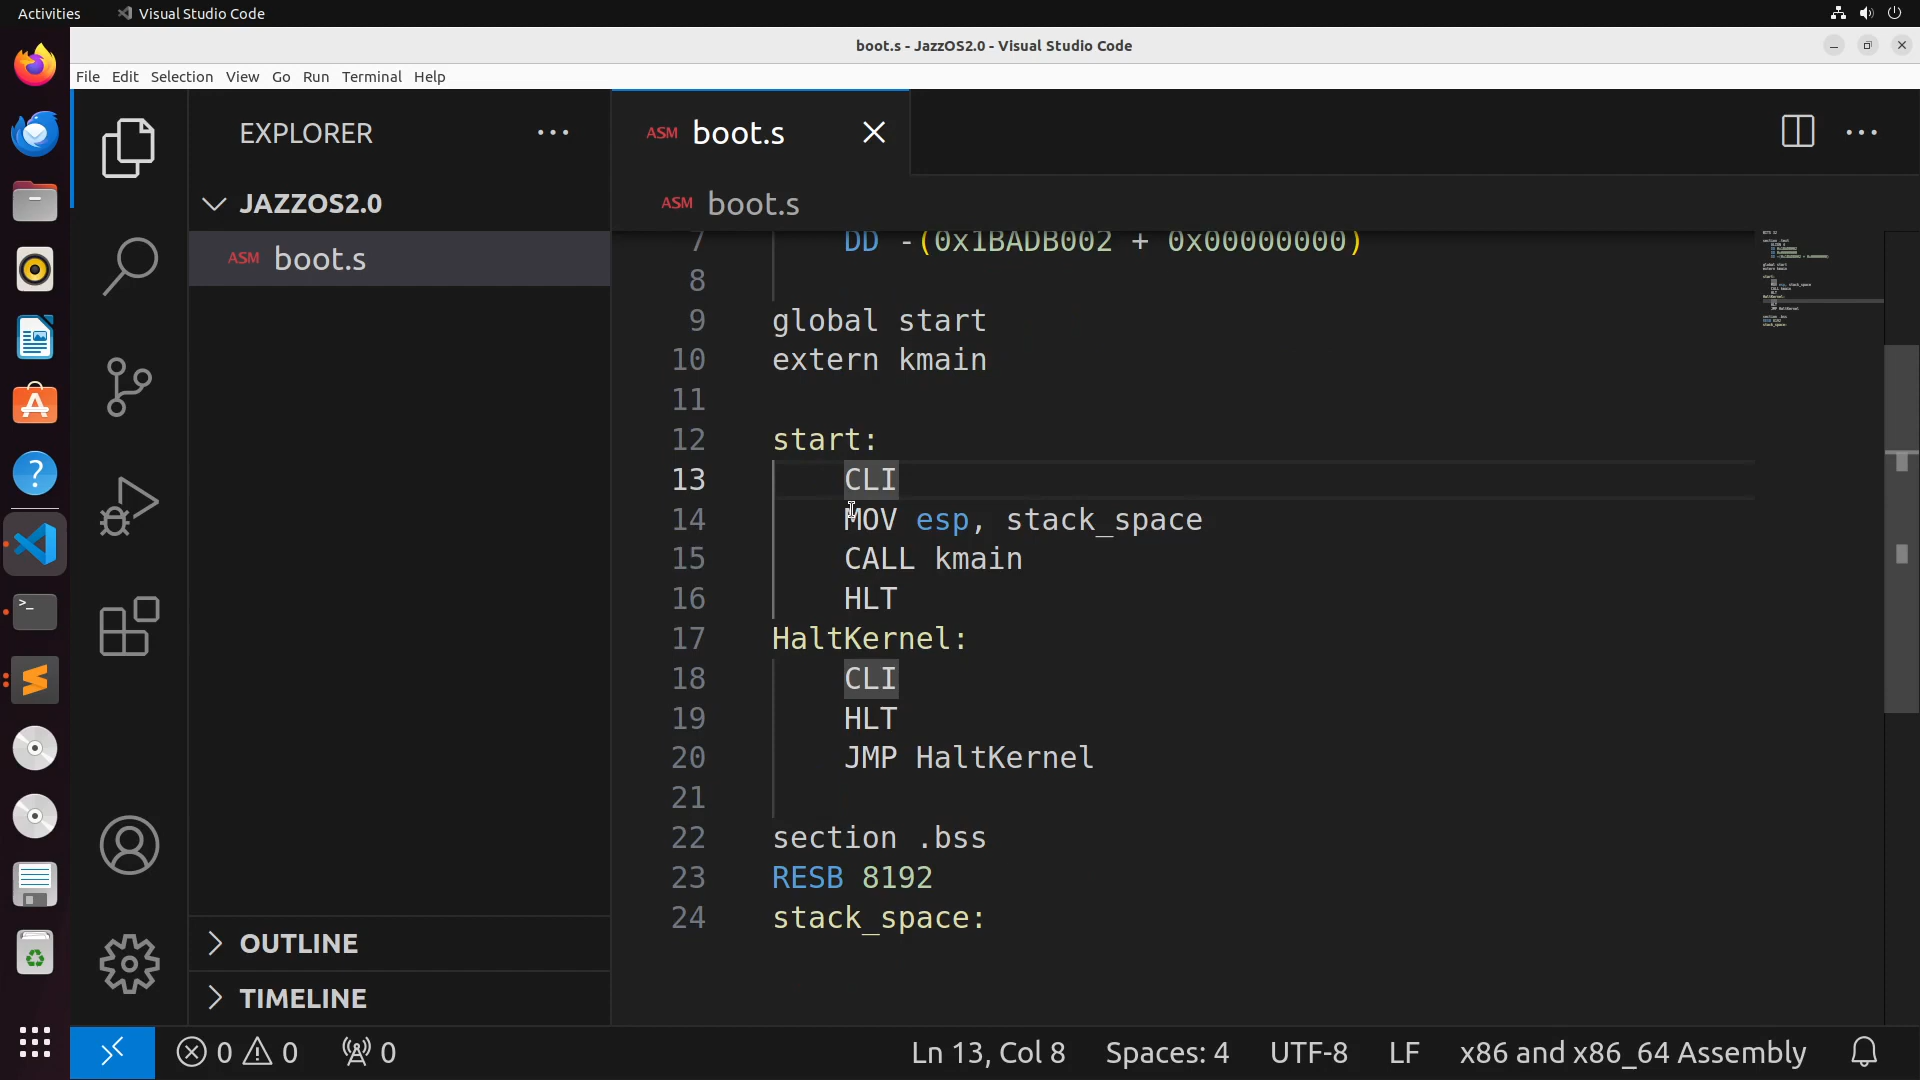 Activities
Visual Studio Code
boot.s - JazzOS2.0 - Visual Studio Code
File Edit Selection View Go Run Terminal Help
EXPLORER
JAZZOS2.0
ASM boot.s
OUTLINE
TIMELINE
ASM boot.s
ASM boot.s
7 DD -(0x1BADB002 + 0x00000000)
8
9 global start
10 extern kmain
11
12 start:
13 CLI
14 MOV esp, stack_space
15 CALL kmain
16 HLT
17 HaltKernel:
18 CLI
19 HLT
20 JMP HaltKernel
21
22 section .bss
23 RESB 8192
24 stack_space:
0 0 0 Ln 13, Col 8 Spaces: 4 UTF-8 LF x86 and x86_64 Assembly